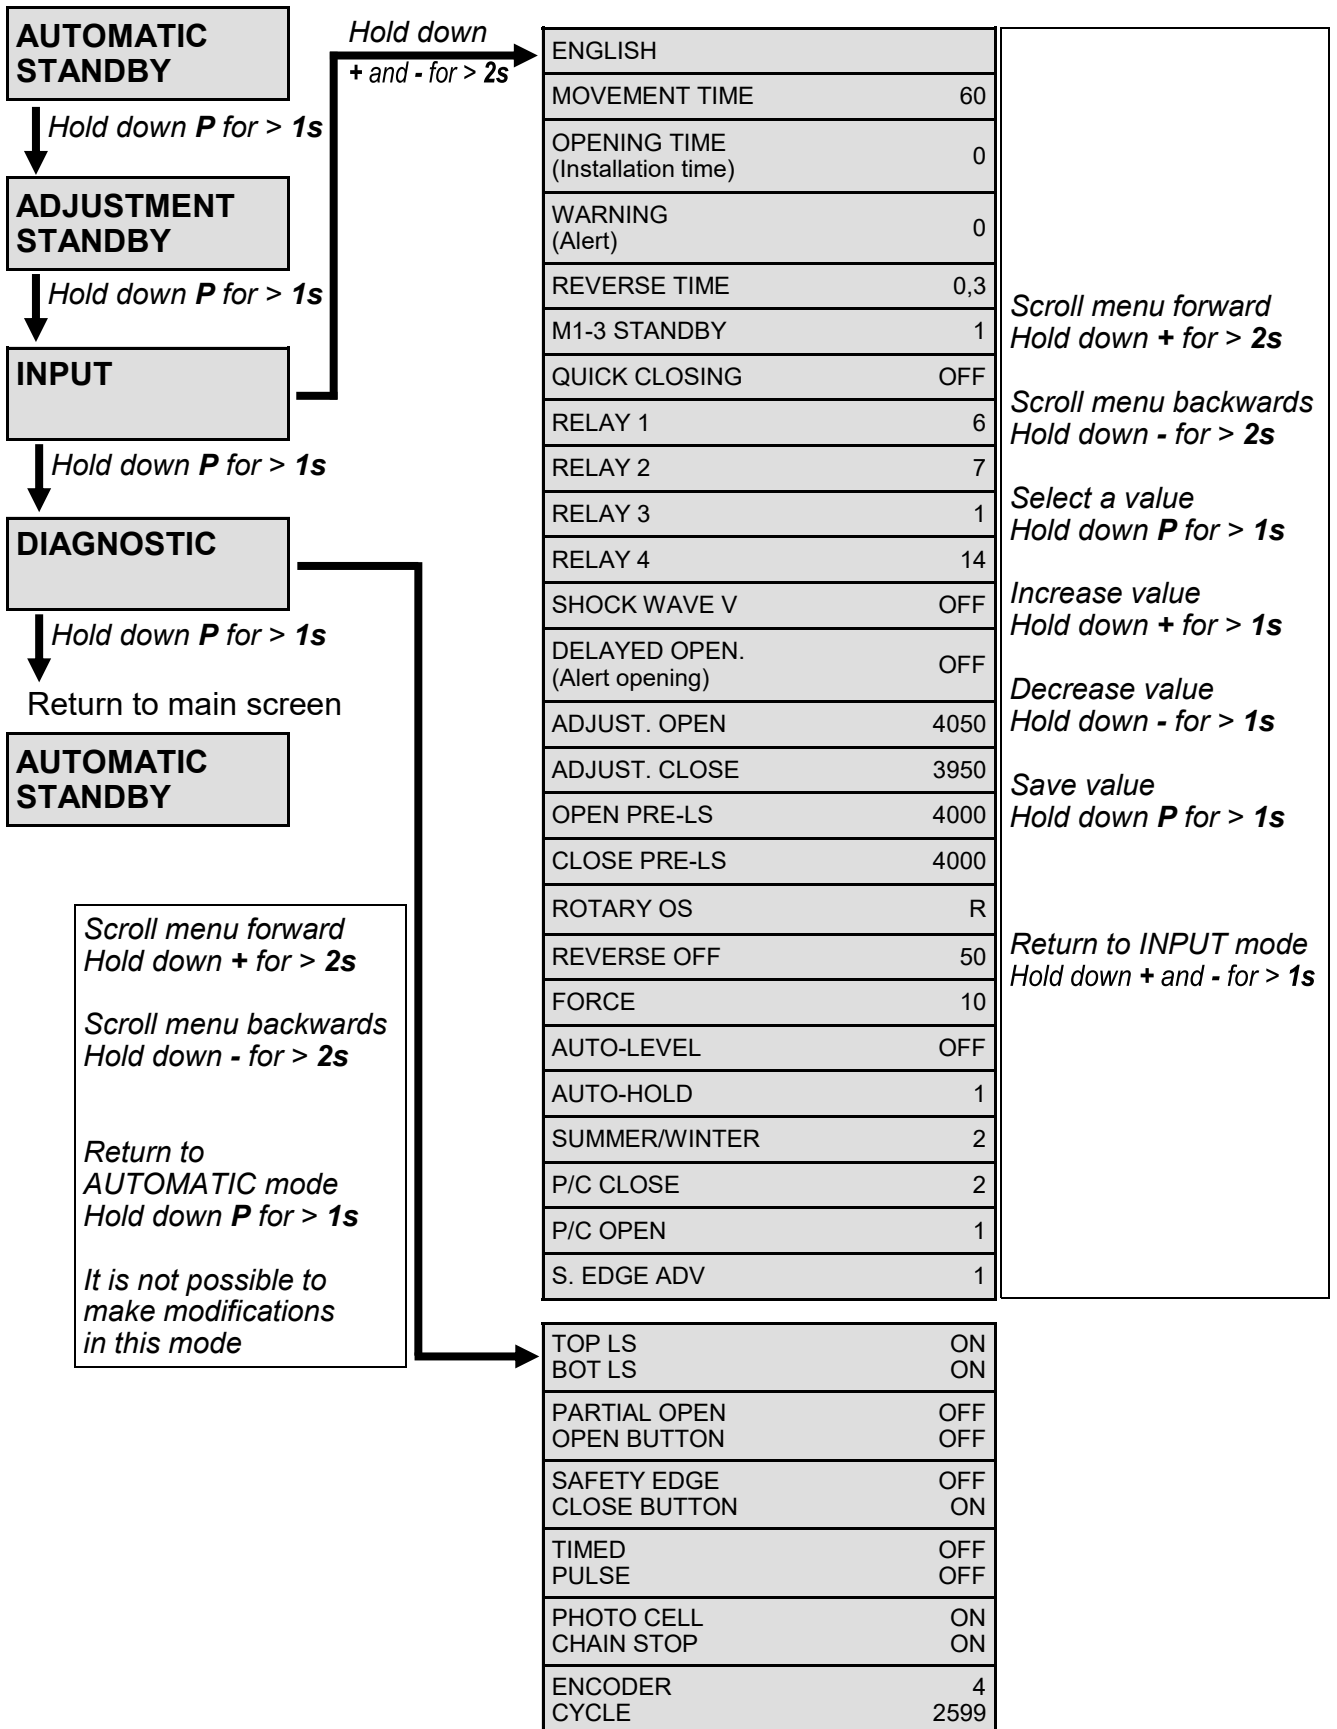 AUTOMATIC
STANDBY
Hold down P for > 1s
ADJUSTMENT
STANDBY
Hold down P for > 1s
INPUT
Hold down P for > 1s
DIAGNOSTIC
Hold down P for > 1s
Return to main screen
AUTOMATIC
STANDBY
Scroll menu forward
Hold down + for > 2s
Scroll menu backwards
Hold down - for > 2s
Return to
AUTOMATIC mode
Hold down P for > 1s
It is not possible to
make modifications
in this mode
Hold down
+ and - for > 2s
ENGLISH
MOVEMENT TIME 60
OPENING TIME
(Installation time) 0
WARNING
(Alert) 0
REVERSE TIME 0,3
M1-3 STANDBY 1
QUICK CLOSING OFF
RELAY 1 6
RELAY 2 7
RELAY 3 1
RELAY 4 14
SHOCK WAVE V OFF
DELAYED OPEN.
(Alert opening) OFF
ADJUST. OPEN 4050
ADJUST. CLOSE 3950
OPEN PRE-LS 4000
CLOSE PRE-LS 4000
ROTARY OS R
REVERSE OFF 50
FORCE 10
AUTO-LEVEL OFF
AUTO-HOLD 1
SUMMER/WINTER 2
P/C CLOSE 2
P/C OPEN 1
S. EDGE ADV 1
Scroll menu forward
Hold down + for > 2s
Scroll menu backwards
Hold down - for > 2s
Select a value
Hold down P for > 1s
Increase value
Hold down + for > 1s
Decrease value
Hold down - for > 1s
Save value
Hold down P for > 1s
Return to INPUT mode
Hold down + and - for > 1s
TOP LS ON
BOT LS ON
PARTIAL OPEN OFF
OPEN BUTTON OFF
SAFETY EDGE OFF
CLOSE BUTTON ON
TIMED OFF
PULSE OFF
PHOTO CELL ON
CHAIN STOP ON
ENCODER 4
CYCLE 2599